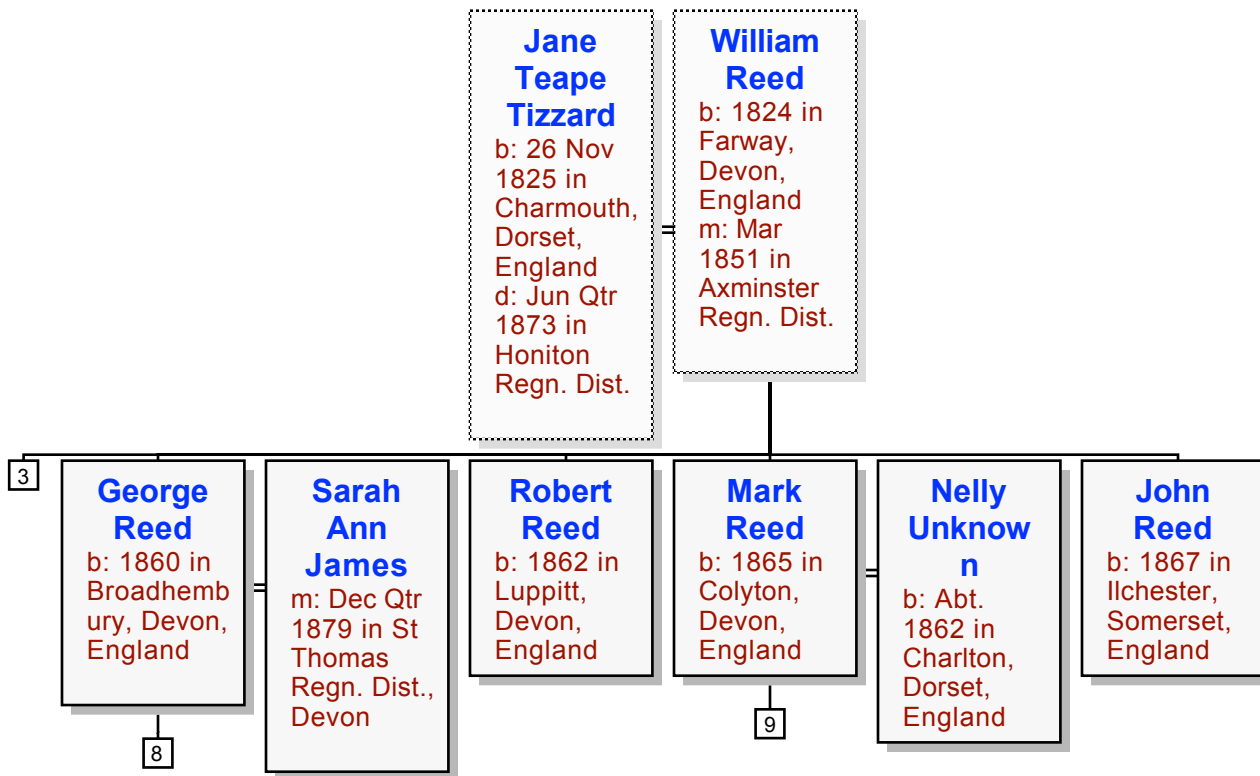 Jane
Teape
Tizzard
b: 26 Nov
1825 in
Charmouth,
Dorset,
England
d: Jun Qtr
1873 in
Honiton
Regn. Dist.
William
Reed
b: 1824 in
Farway,
Devon,
England
m: Mar
1851 in
Axminster
Regn. Dist.
3
George
Reed
b: 1860 in
Broadhemb
ury, Devon,
England
8
Sarah
Ann
James
m: Dec Qtr
1879 in St
Thomas
Regn. Dist.,
Devon
Robert
Reed
b: 1862 in
Luppitt,
Devon,
England
Mark
Reed
b: 1865 in
Colyton,
Devon,
England
9
Nelly
Unknow
n
b: Abt.
1862 in
Charlton,
Dorset,
England
John
Reed
b: 1867 in
Ilchester,
Somerset,
England